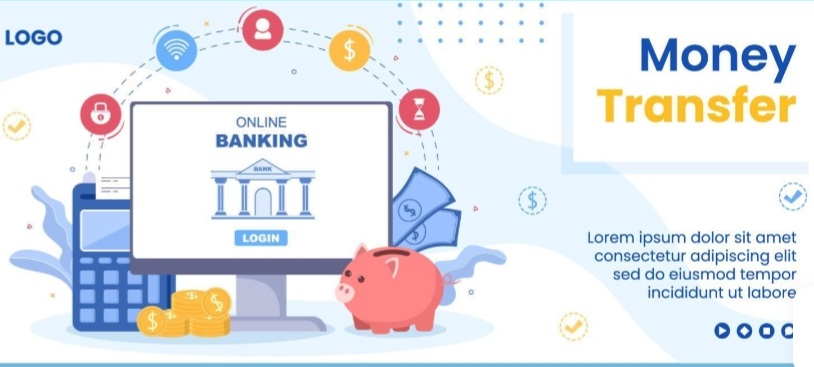 LOGO
ONLINE
BANKING
BANK
LOGIN
Money
Transfer
Lorem ipsum dolor sit amet
consectetur adipiscing elit
sed do eiusmod tempor
incididunt ut labore